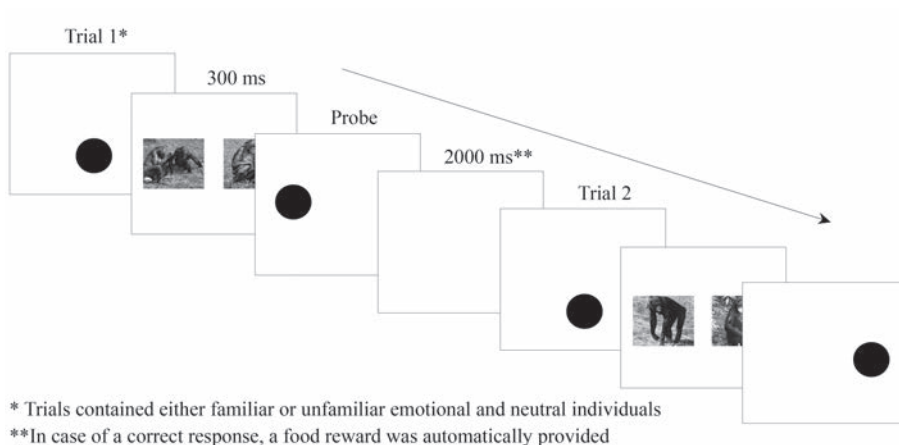 Trial 1*
300 ms
Probe
2000 ms**
Trial 2
* Trials contained either familiar or unfamiliar emotional and neutral individuals
**In case of a correct response, a food reward was automatically provided